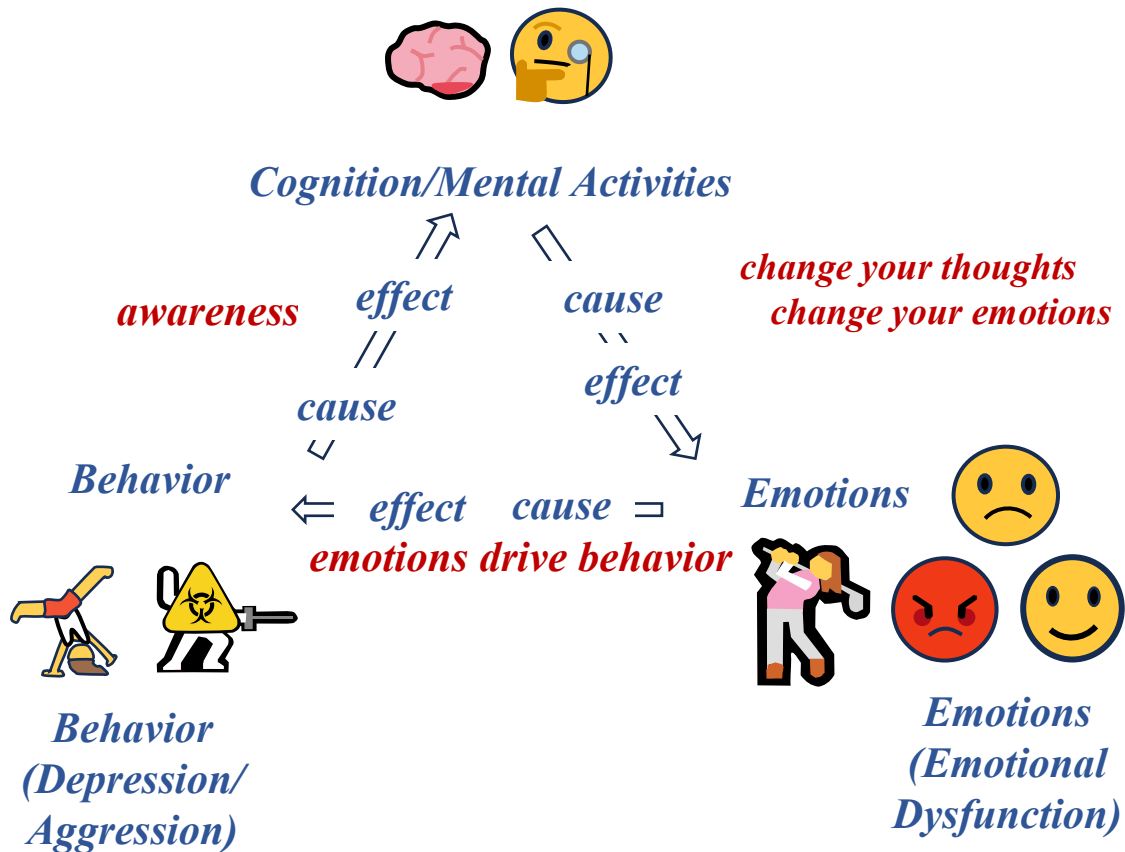 Cognition/Mental Activities
change your thoughts
change your emotions
awareness
effect
cause
effect
cause
Behavior
Emotions
effect cause
emotions drive behavior
Behavior
(Depression/
Aggression)
Emotions
(Emotional
Dysfunction)